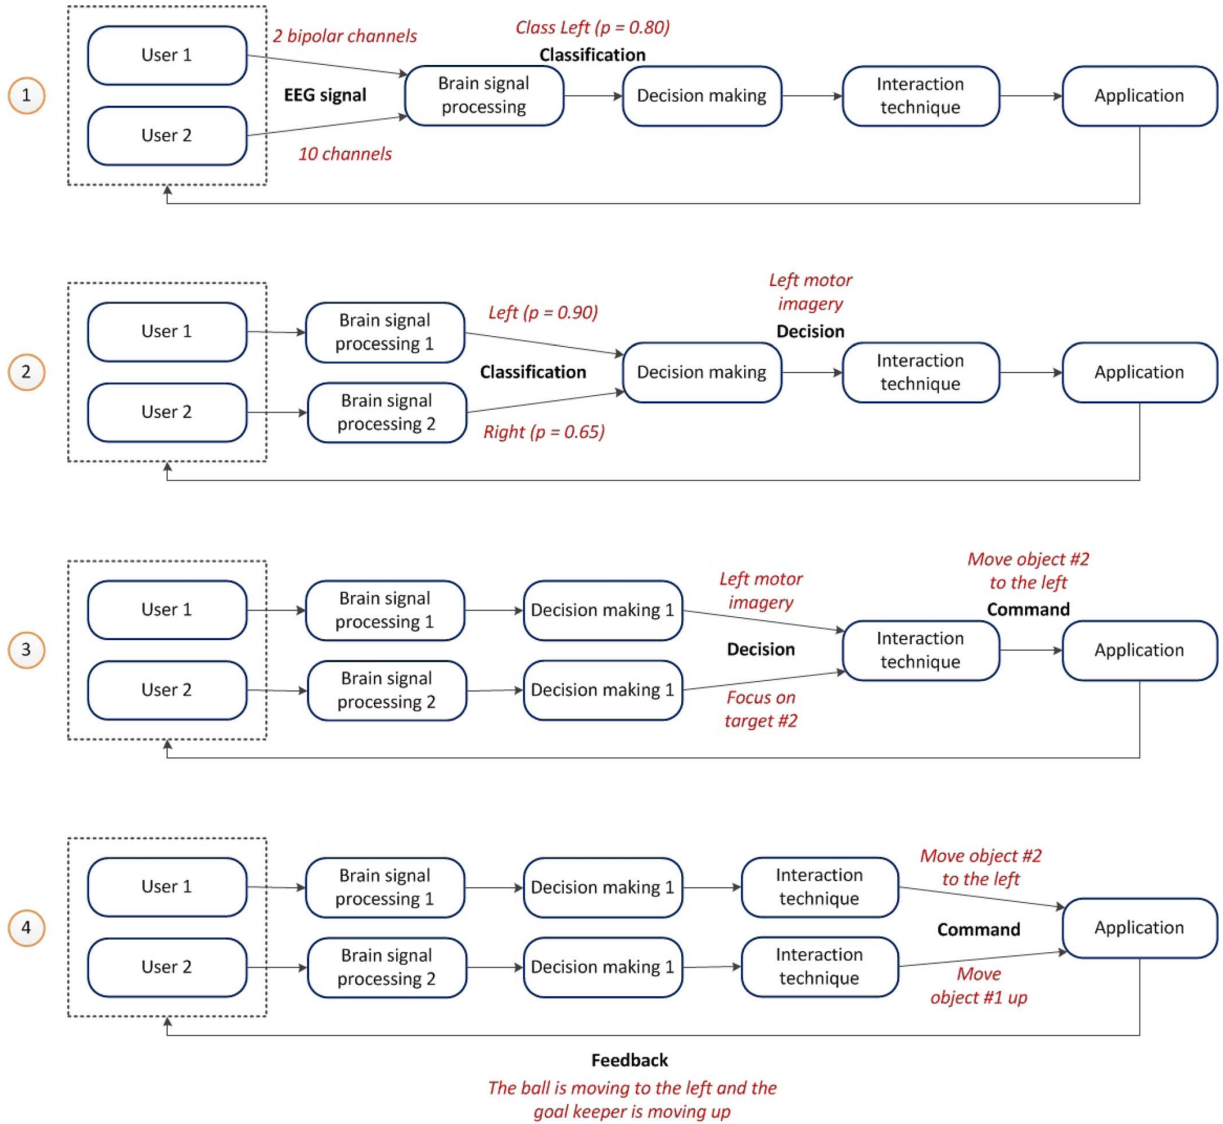 1
User 1
User 2
2 bipolar channels
EEG signal
10 channels
Brain signal
processing
Class Left (p = 0.80)
Classification
Decision making
Interaction
technique
Application
2
User 1
User 2
Brain signal
processing 1
Brain signal
processing 2
Left (p = 0.90)
Classification
Right (p = 0.65)
Decision making
Left motor
imagery
Decision
Interaction
technique
Application
3
User 1
User 2
Brain signal
processing 1
Brain signal
processing 2
Decision making 1
Decision making 1
Left motor
imagery
Decision
Focus on
target #2
Interaction
technique
Move object #2
to the left
Command
Application
4
User 1
User 2
Brain signal
processing 1
Brain signal
processing 2
Decision making 1
Decision making 1
Interaction
technique
Interaction
technique
Move object #2
to the left
Command
Move
object #1 up
Application
Feedback
The ball is moving to the left and the
goal keeper is moving up